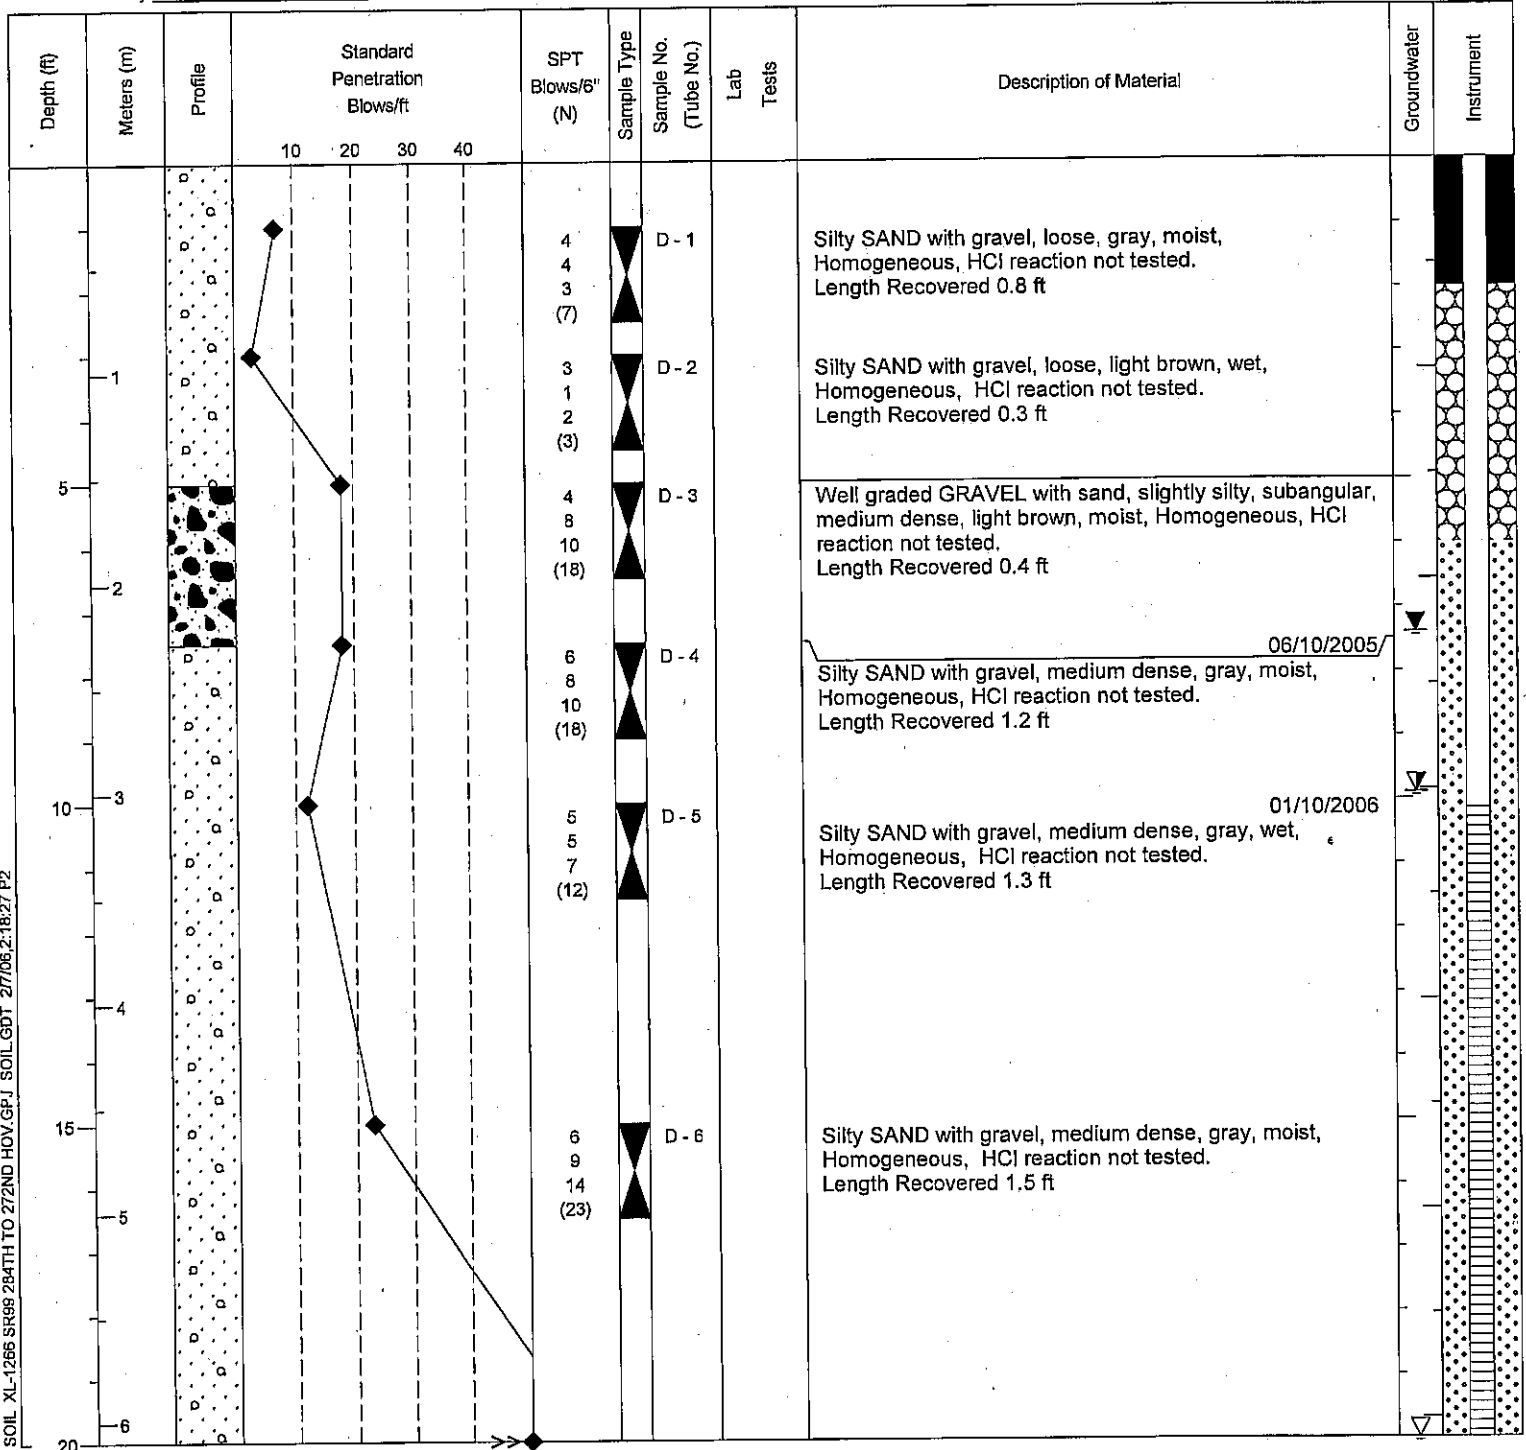 Depth (ft)
Meters (m)
Profile
Standard
Penetration
Blows/ft
10 20 30 40
SPT
Blows/6"
(N)
Sample Type
Sample No.
(Tube No.)
Lab
Tests
Description of Material
Groundwater
Instrument
4
4
3
(7)
D - 1
Silty SAND with gravel, loose, gray, moist,
Homogeneous, HCl reaction not tested.
Length Recovered 0.8 ft
1
3
1
2
(3)
D - 2
Silty SAND with gravel, loose, light brown, wet,
Homogeneous, HCl reaction not tested.
Length Recovered 0.3 ft
5
4
8
10
(18)
D - 3
Well graded GRAVEL with sand, slightly silty, subangular,
medium dense, light brown, moist, Homogeneous, HCl
reaction not tested.
Length Recovered 0.4 ft
2
06/10/2005
6
8
10
(18)
D - 4
Silty SAND with gravel, medium dense, gray, moist,
Homogeneous, HCl reaction not tested.
Length Recovered 1.2 ft
10
3
01/10/2006
5
5
7
(12)
D - 5
Silty SAND with gravel, medium dense, gray, wet,
Homogeneous, HCl reaction not tested.
Length Recovered 1.3 ft
4
15
6
9
14
(23)
D - 6
Silty SAND with gravel, medium dense, gray, moist,
Homogeneous, HCl reaction not tested.
Length Recovered 1.5 ft
5
6
20
>>
SOIL XL-1266 SR99 284TH TO 272ND HOV.GPJ SOIL.GDT 2/7/06,2:18:27 P2